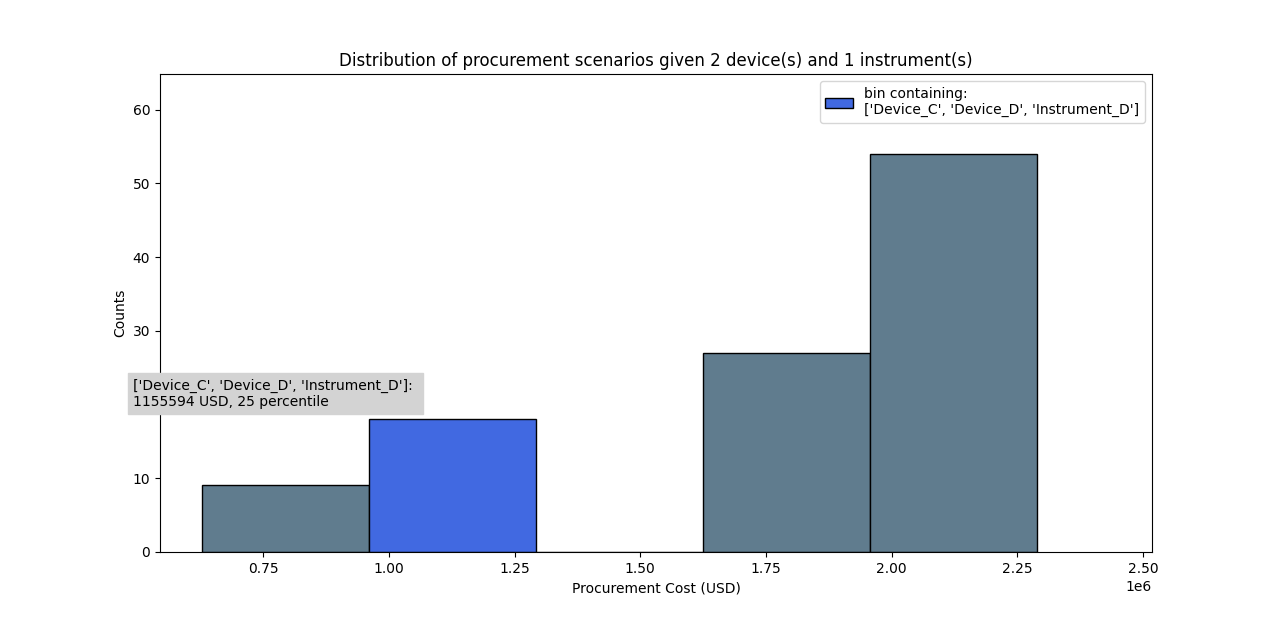 Distribution of procurement scenarios given 2 device(s) and 1 instrument(s)
bin containing:
['Device_C', 'Device_D', 'Instrument_D']
60
50
40
30
10
0
Counts
['Device_C', 'Device_D', 'Instrument_D']:
1155594 USD, 25 percentile
0.75 1.00 1.25 1.50 1.75 2.00 2.25 2.50
1e6
Procurement Cost (USD)